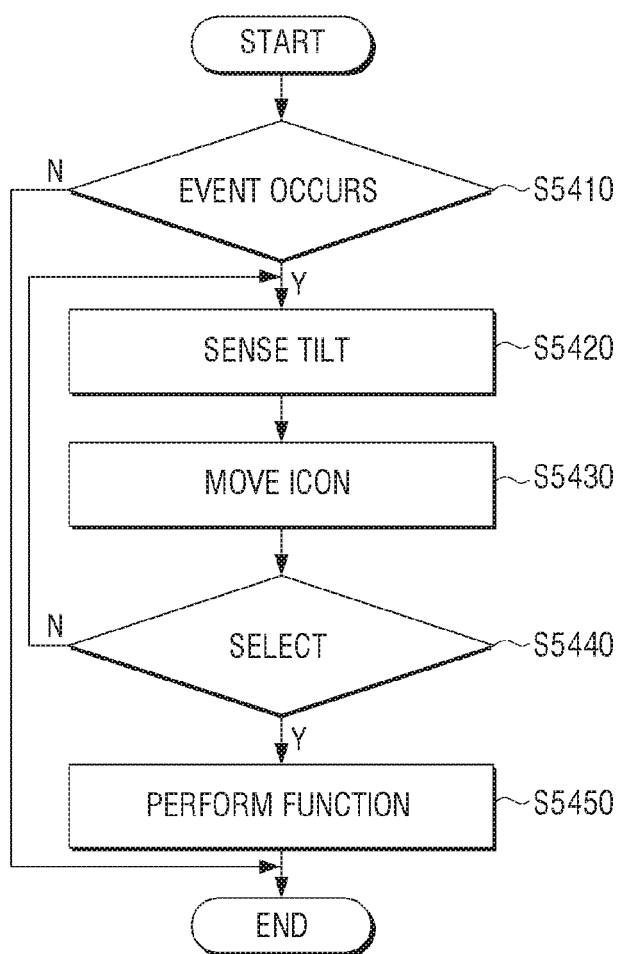 START
N
EVENT OCCURS
S5410
Y
SENSE TILT
S5420
MOVE ICON
S5430
N
SELECT
S5440
Y
PERFORM FUNCTION
S5450
END